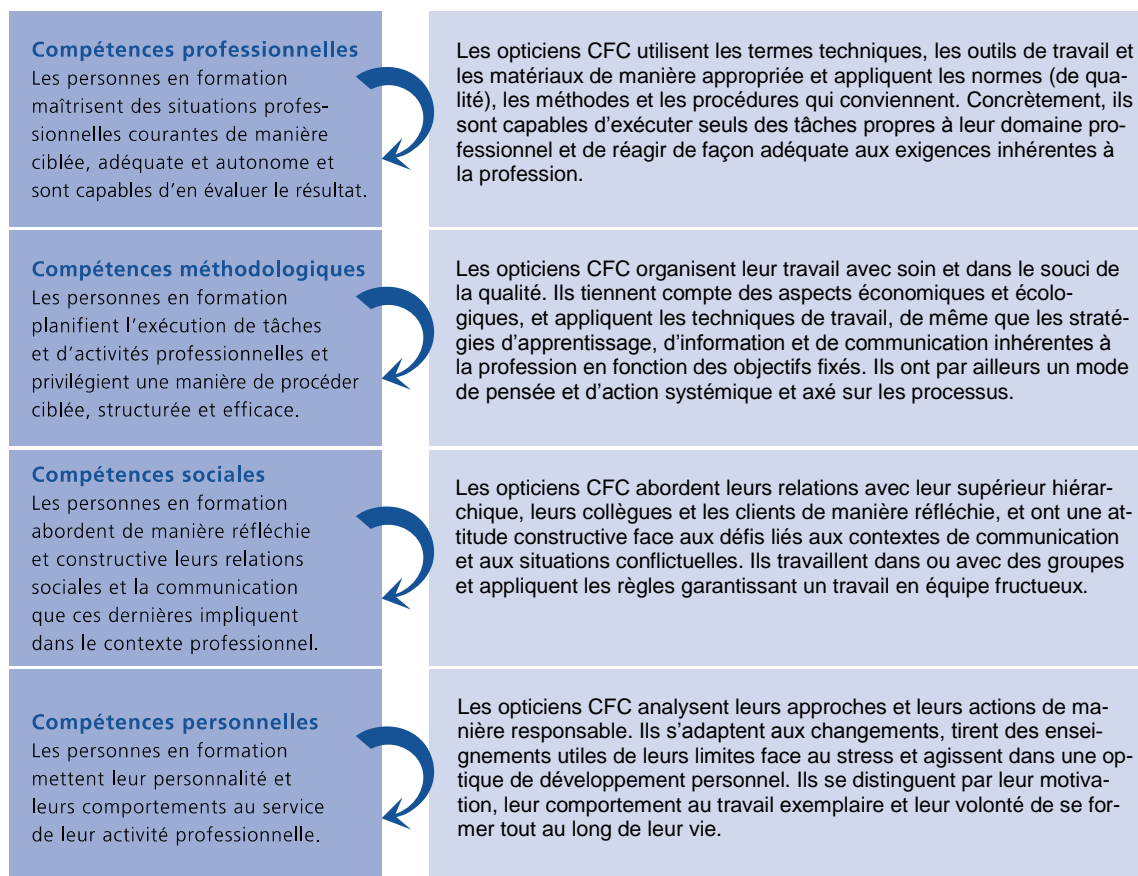 Compétences professionnelles
Les personnes en formation
maîtrisent des situations profes-
sionnelles courantes de manière
ciblée, adéquate et autonome et
sont capables d'en évaluer le résultat.
Les opticiens CFC utilisent les termes techniques, les outils de travail et
les matériaux de manière appropriée et appliquent les normes (de qua-
lité), les méthodes et les procédures qui conviennent. Concrètement, ils
sont capables d'exécuter seuls des tâches propres à leur domaine pro-
fessionnel et de réagir de façon adéquate aux exigences inhérentes à
la profession.
Compétences méthodologiques
Les personnes en formation
planifient l'exécution de tâches
et d'activités professionnelles et
privilégient une manière de procéder
ciblée, structurée et efficace.
Les opticiens CFC organisent leur travail avec soin et dans le souci de
la qualité. Ils tiennent compte des aspects économiques et écolo-
giques, et appliquent les techniques de travail, de même que les straté-
gies d'apprentissage, d'information et de communication inhérentes à
la profession en fonction des objectifs fixés. Ils ont par ailleurs un mode
de pensée et d'action systémique et axé sur les processus.
Compétences sociales
Les personnes en formation
abordent de manière réfléchie
et constructive leurs relations
sociales et la communication
que ces dernières impliquent
dans le contexte professionnel.
Les opticiens CFC abordent leurs relations avec leur supérieur hiérar-
chique, leurs collègues et les clients de manière réfléchie, et ont une at-
titude constructive face aux défis liés aux contextes de communication
et aux situations conflictuelles. Ils travaillent dans ou avec des groupes
et appliquent les règles garantissant un travail en équipe fructueux.
Compétences personnelles
Les personnes en formation
mettent leur personnalité et
leurs comportements au service
de leur activité professionnelle.
Les opticiens CFC analysent leurs approches et leurs actions de ma-
nière responsable. Ils s'adaptent aux changements, tirent des ensei-
gnements utiles de leurs limites face au stress et agissent dans une op-
tique de développement personnel. Ils se distinguent par leur motiva-
tion, leur comportement au travail exemplaire et leur volonté de se for-
mer tout au long de leur vie.